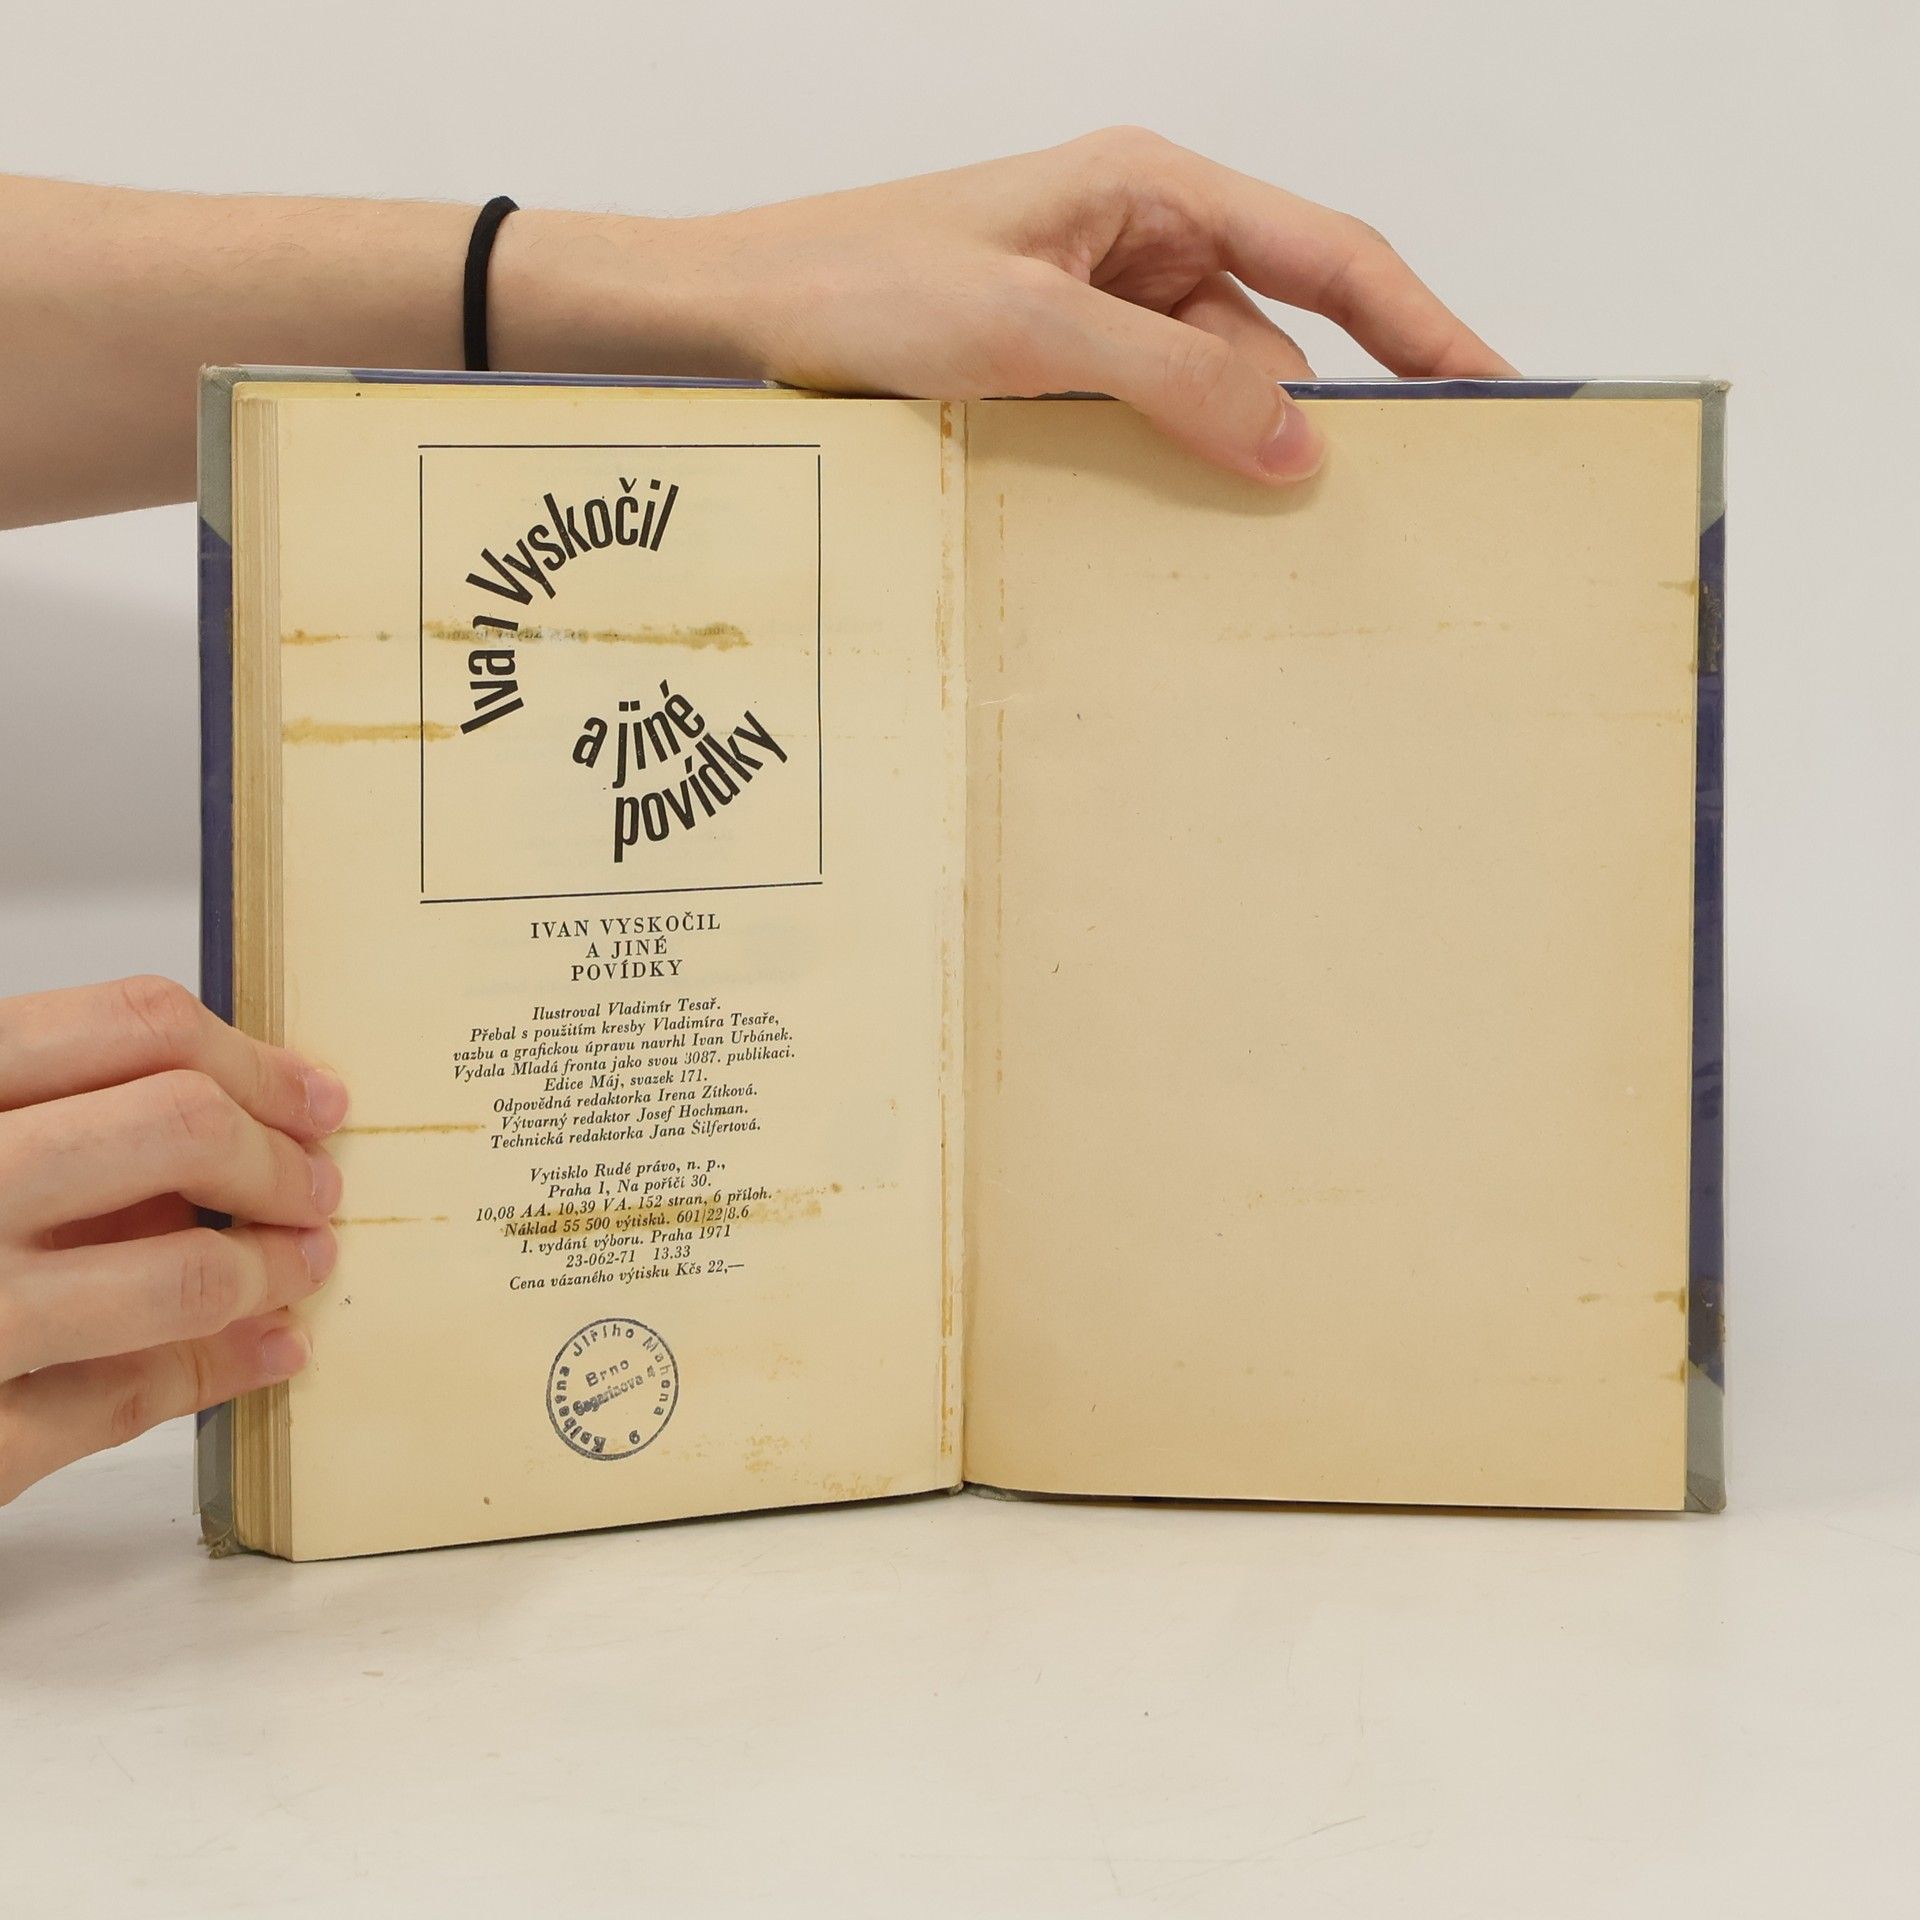 Ivan Vyskočil
a jiné
povídky
IVAN VYSKOČIL
A JINÉ
POVÍDKY
Ilustroval Vladimír Tesař.
Přebal s použitím kresby Vladimíra Tesaře,
vazbu a grafickou úpravu navrhl Ivan Urbánek.
Vydala Mladá fronta jako svou 3087. publikaci.
Edice Máj, svazek 171.
Odpovědná redaktorka Irena Zítková.
Výtvarný redaktor Josef Hochman.
Technická redaktorka Jana Šilfertová.
Vytisklo Rudé právo, n. p.,
Praha 1, Na poříčí 30.
10,08 AA. 10,39 VA. 152 stran, 6 příloh.
Náklad 55 500 výtisků. 601/22/8.6
1. vydání výboru. Praha 1971
23-062-71 13.33
Cena vázaného výtisku Kčs 22,—
Knihovna Jiřího Mahena
Brno
9